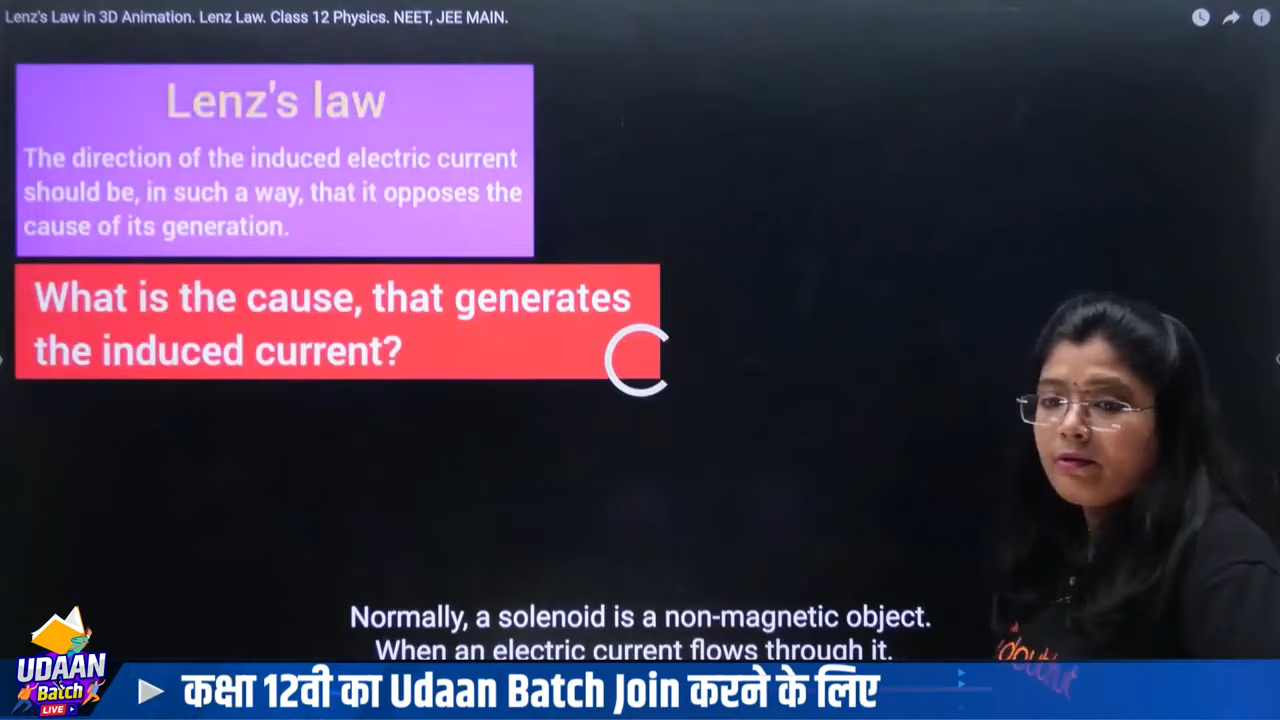 Lenz's Law in 3D Animation. Lenz Law. Class 12 Physics. NEET, JEE MAIN.
Lenz's law
The direction of the induced electric current
should be, in such a way, that it opposes the
cause of its generation.
What is the cause, that generates
the induced current?
Normally, a solenoid is a non-magnetic object.
When an electric current flows through it.
doubtnut
UDAAN
Batch
LIVE
कक्षा 12वी का Udaan Batch Join करने के लिए